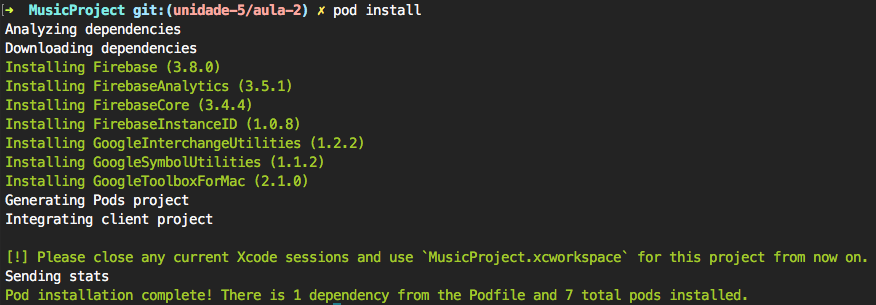 ➜  MusicProject git:(unidade-5/aula-2) ✗ pod install
Analyzing dependencies
Downloading dependencies
Installing Firebase (3.8.0)
Installing FirebaseAnalytics (3.5.1)
Installing FirebaseCore (3.4.4)
Installing FirebaseInstanceID (1.0.8)
Installing GoogleInterchangeUtilities (1.2.2)
Installing GoogleSymbolUtilities (1.1.2)
Installing GoogleToolboxForMac (2.1.0)
Generating Pods project
Integrating client project
[!] Please close any current Xcode sessions and use `MusicProject.xcworkspace` for this project from now on.
Sending stats
Pod installation complete! There is 1 dependency from the Podfile and 7 total pods installed.